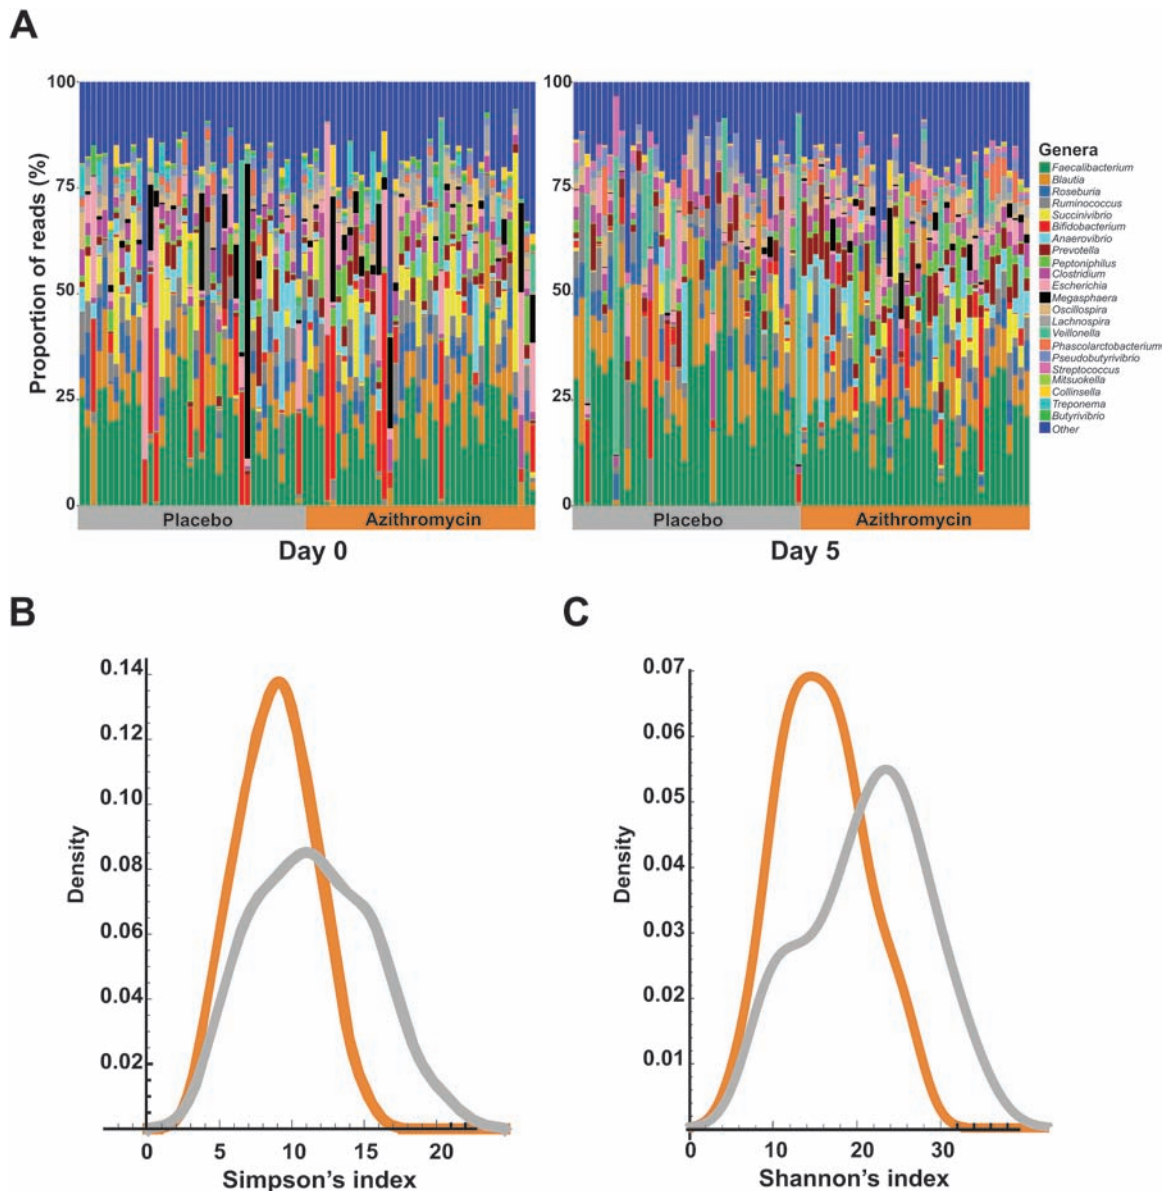 A
Proportion of reads (%)
100
75
50
25
0
Placebo
Azithromycin
Day 0
100
75
50
25
0
Placebo
Azithromycin
Day 5
Genera
Faecalibacterium
Blautia
Roseburia
Ruminococcus
Succinivibrio
Bifidobacterium
Anaerovibrio
Prevotella
Peptoniphilus
Clostridium
Escherichia
Megasphaera
Oscillospira
Lachnospira
Veillonella
Phascolarctobacterium
Pseudobutyrivibrio
Streptococcus
Mitsuokella
Collinsella
Treponema
Butyrivibrio
Other
B
Density
0.14
0.12
0.10
0.08
0.06
0.04
0.02
0
5
10
15
20
Simpson's index
C
Density
0.07
0.06
0.05
0.04
0.03
0.02
0.01
0
10
20
30
Shannon's index